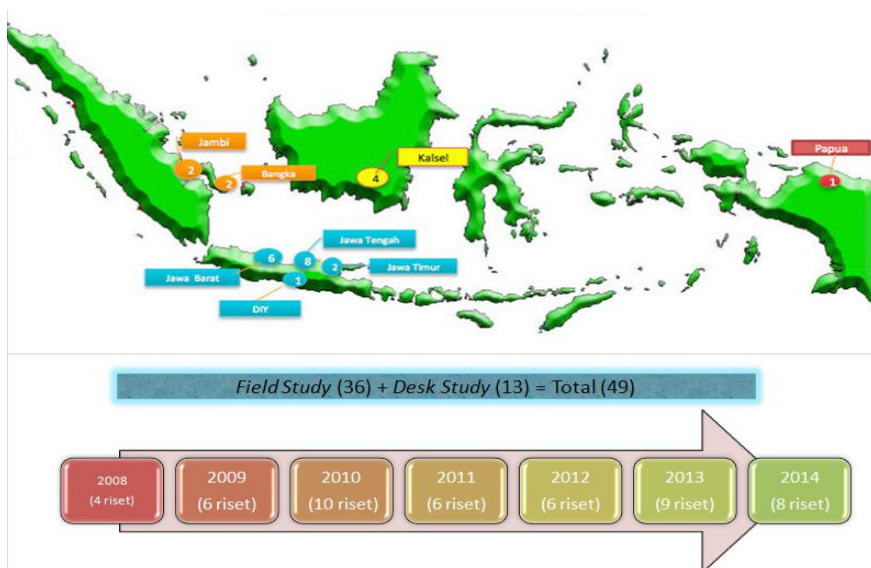 Jambi
2
Bangka
2
Kalsel
4
Papua
1
Jawa Tengah
6
8
2
Jawa Timur
Jawa Barat
1
DIY
Field Study (36) + Desk Study (13) = Total (49)
2008
(4 riset)
2009
(6 riset)
2010
(10 riset)
2011
(6 riset)
2012
(6 riset)
2013
(9 riset)
2014
(8 riset)